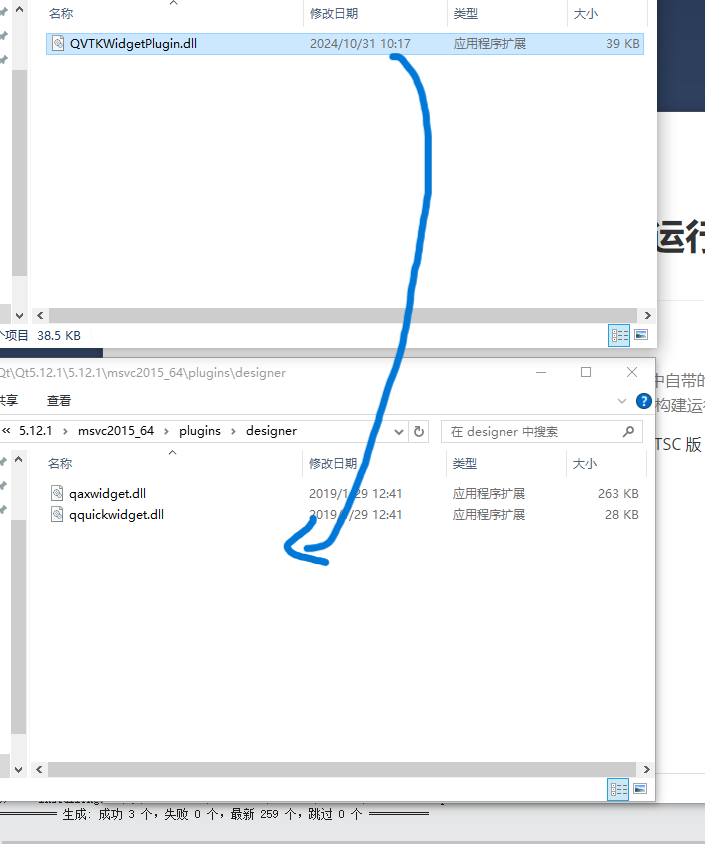 名称 修改日期 类型 大小
QVTKWidgetPlugin.dll 2024/10/31 10:17 应用程序扩展 39 KB
运行
个项目 38.5 KB
Qt\Qt5.12.1\5.12.1\msvc2015_64\plugins\designer
中自带的
共享 查看
构建运行
« 5.12.1 › msvc2015_64 › plugins › designer 在 designer 中搜索
TSC 版
名称 修改日期 类型 大小
qaxwidget.dll 2019/1/29 12:41 应用程序扩展 263 KB
qquickwidget.dll 2019/1/29 12:41 应用程序扩展 28 KB
========== 生成: 成功 3 个，失败 0 个，最新 259 个，跳过 0 个 ==========